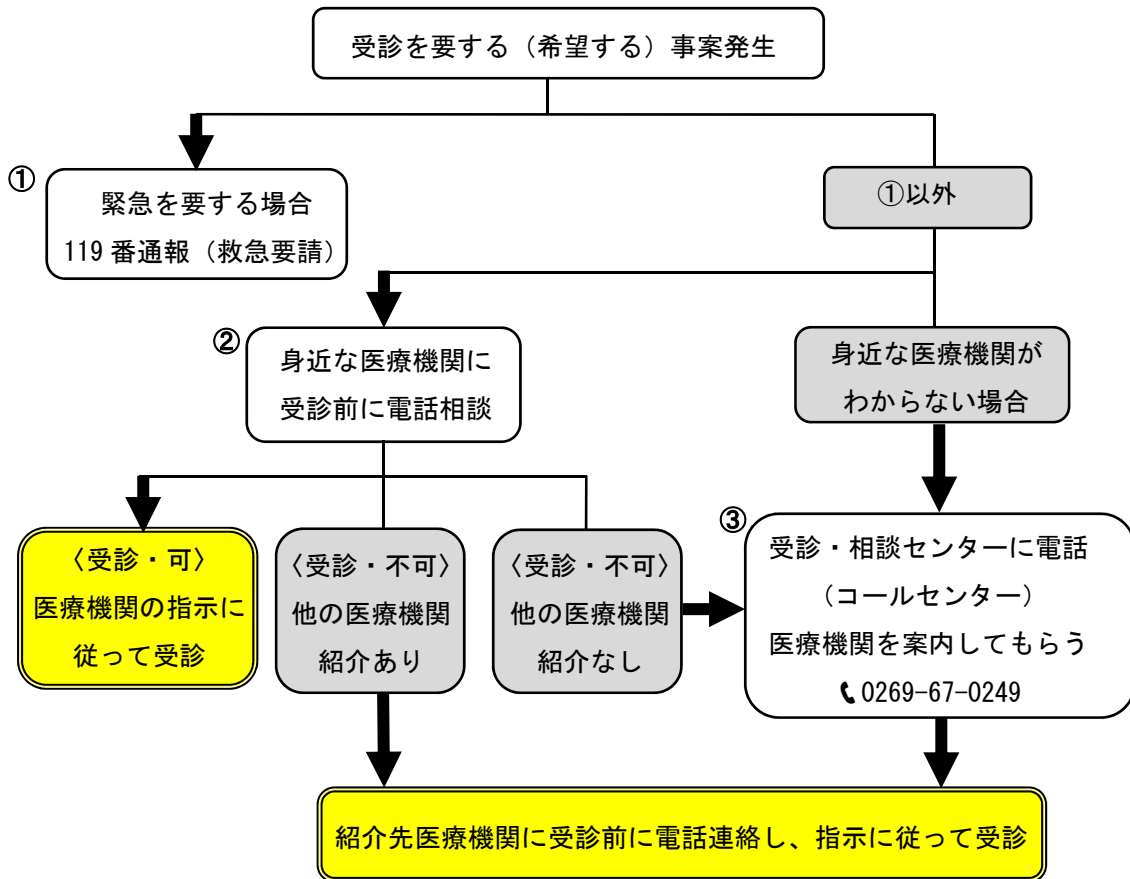 受診を要する（希望する）事案発生
①
緊急を要する場合
119番通報（救急要請）
①以外
②
身近な医療機関に
受診前に電話相談
身近な医療機関が
わからない場合
〈受診・可〉
医療機関の指示に
従って受診
〈受診・不可〉
他の医療機関
紹介あり
〈受診・不可〉
他の医療機関
紹介なし
③
受診・相談センターに電話
（コールセンター）
医療機関を案内してもらう
0269-67-0249
紹介先医療機関に受診前に電話連絡し、指示に従って受診